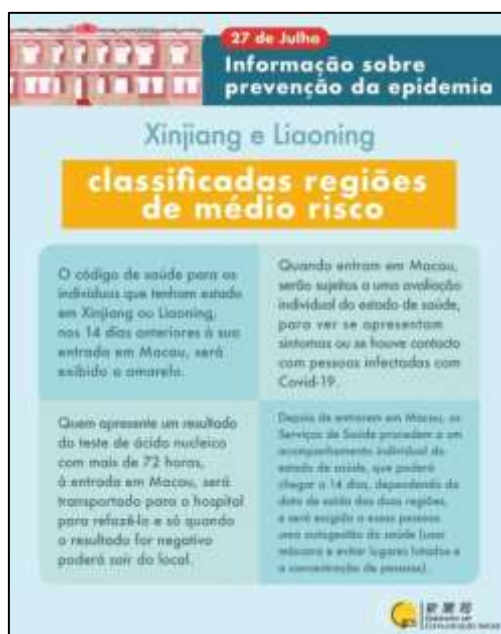 27 de Julho
Informação sobre
prevenção da epidemia
Xinjiang e Liaoning
classificadas regiões
de médio risco
O código de saúde para os
indivíduos que tenham estado
em Xinjiang ou Liaoning,
nos 14 dias anteriores à sua
entrada em Macau, será
exibido a amarelo.
Quando entram em Macau,
serão sujeitos a uma avaliação
individual do estado de saúde,
para ver se apresentam
sintomas ou se houve contacto
com pessoas infectadas com
Covid-19.
Quem apresente um resultado
do teste de ácido nucleico
com mais de 72 horas,
à entrada em Macau, será
transportado para o hospital
para refazê-lo e só quando
o resultado for negativo
poderá sair do local.
Depois de entrarem em Macau, os
Serviços de Saúde procedem a um
acompanhamento individual do
estado de saúde, que poderá
chegar a 14 dias, dependendo da
data de saída das duas regiões,
e será exigido a essas pessoas
uma autogestão da saúde (usar
máscara e evitar lugares lotados e
a concentração de pessoas).
新聞局
Gabinete de
Comunicação Social